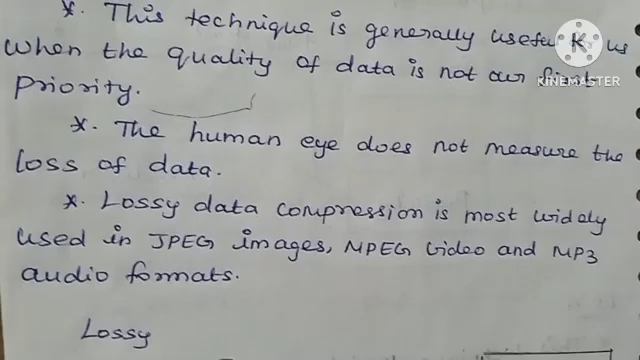 *. This technique is generally useful us
when the quality of data is not our first
priority.
*. The human eye does not measure the
loss of data.
*. Lossy data compression is most widely
used in JPEG images, MPEG video and MP3
audio formats.
Lossy
K
KINEMASTER